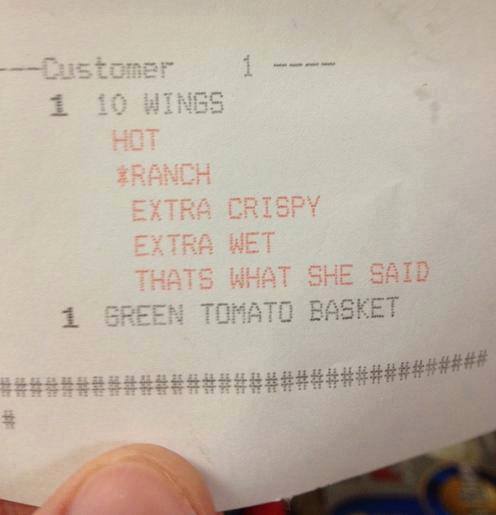 ---Customer 1 ----
1 10 WINGS
HOT
*RANCH
EXTRA CRISPY
EXTRA WET
THATS WHAT SHE SAID
1 GREEN TOMATO BASKET
##################################
#